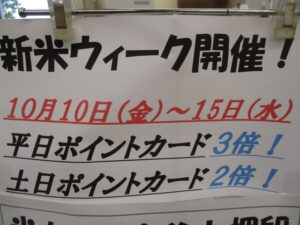 新米ウィーク開催！
10月10日(金)～15日(水)
平日ポイントカード 3倍！
土日ポイントカード 2倍！